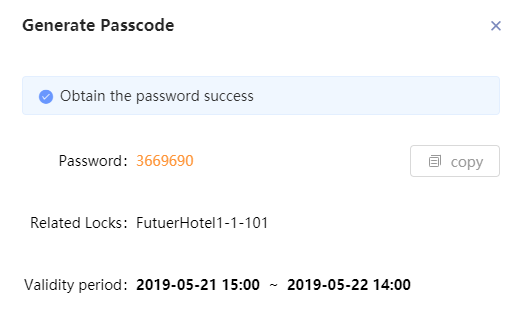 Generate Passcode
Obtain the password success
Password: 3669690 copy
Related Locks: FutuerHotel1-1-101
Validity period: 2019-05-21 15:00 ~ 2019-05-22 14:00